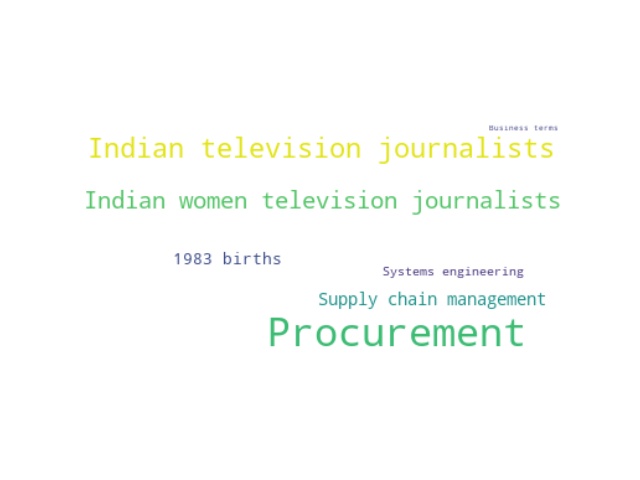 Business terms
Indian television journalists
Indian women television journalists
1983 births
Systems engineering
Supply chain management
Procurement